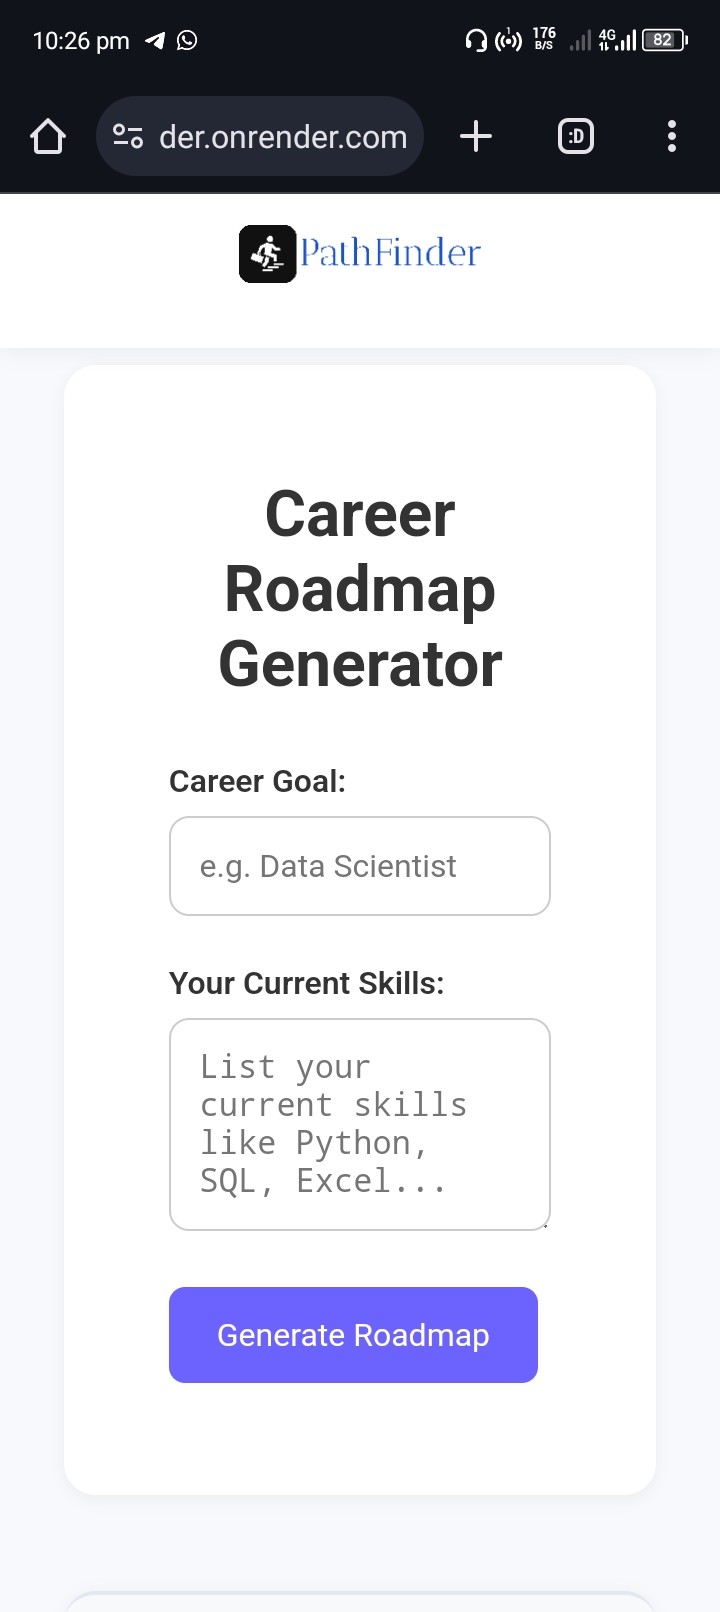 10:26 pm
176
B/S
4G
82
der.onrender.com
:D
PathFinder
Career
Roadmap
Generator
Career Goal:
e.g. Data Scientist
Your Current Skills:
List your
current skills
like Python,
SQL, Excel...
Generate Roadmap